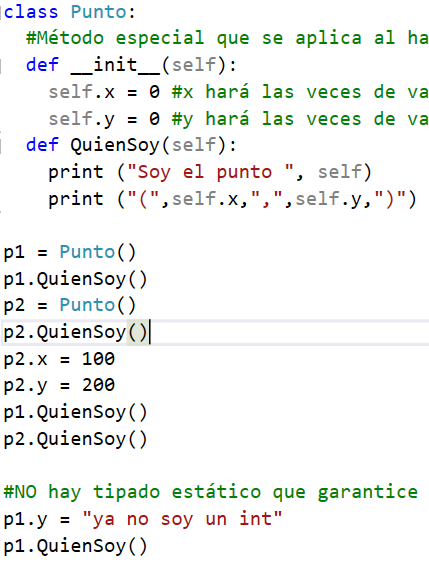 class Punto:
  #Método especial que se aplica al
  def __init__(self):
    self.x = 0 #x hará las veces de
    self.y = 0 #y hará las veces de
  def QuienSoy(self):
    print ("Soy el punto ", self)
    print ("(",self.x,",",self.y,")")
p1 = Punto()
p1.QuienSoy()
p2 = Punto()
p2.QuienSoy()
p2.x = 100
p2.y = 200
p1.QuienSoy()
p2.QuienSoy()
#NO hay tipado estático que garantice
p1.y = "ya no soy un int"
p1.QuienSoy()